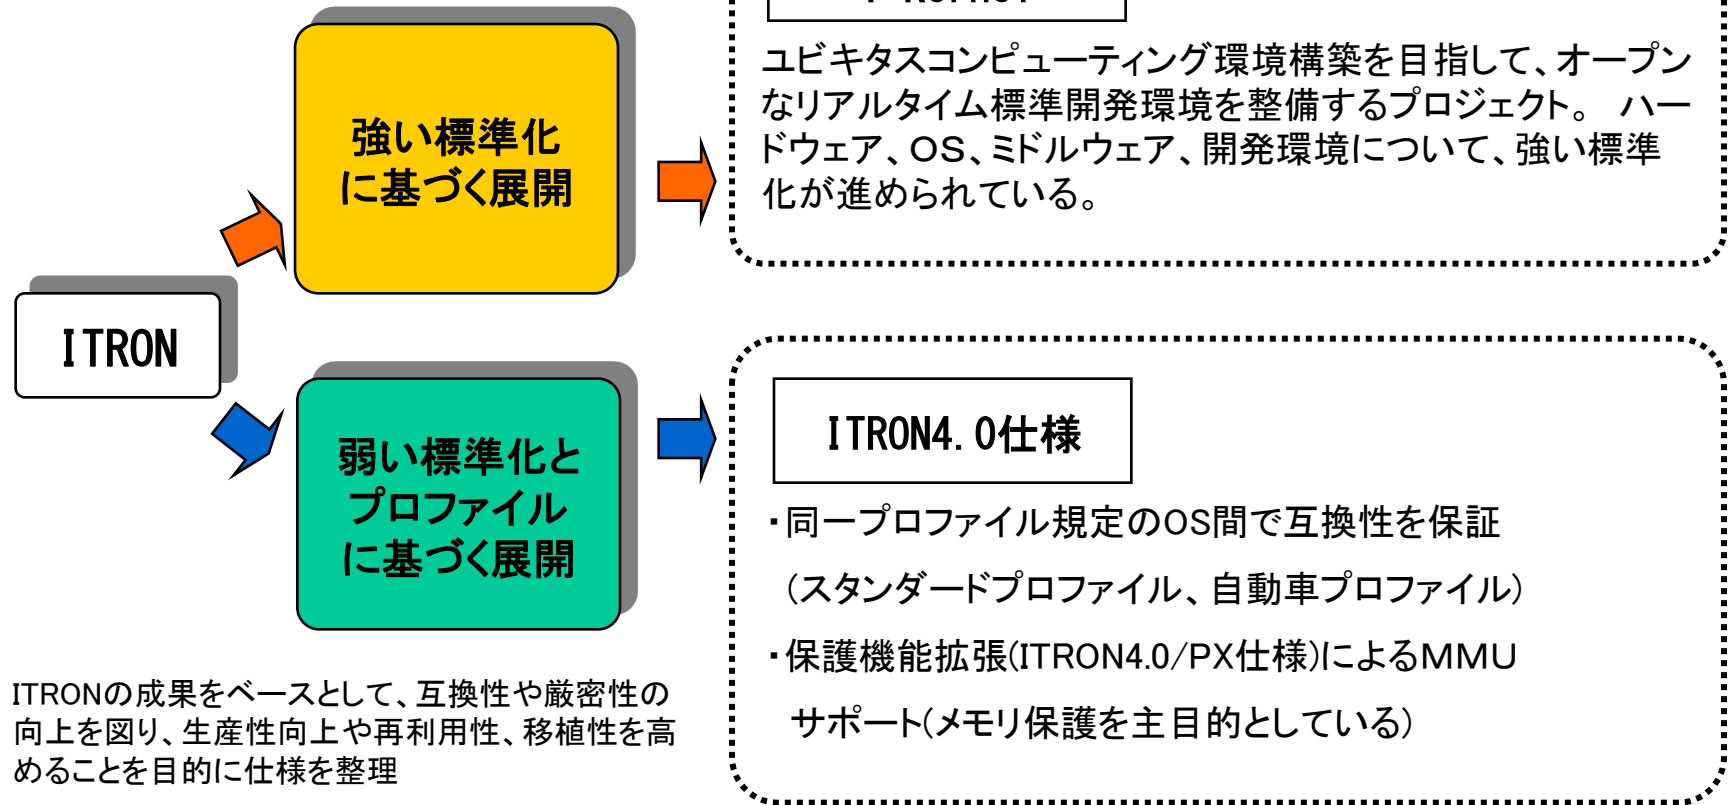 ユビキタスコンピューティング環境構築を目指して、オープン
なリアルタイム標準開発環境を整備するプロジェクト。 ハー
ドウェア、OS、ミドルウェア、開発環境について、強い標準
化が進められている。
強い標準化
に基づく展開
ITRON
弱い標準化と
プロファイル
に基づく展開
ITRON4.0仕様
・同一プロファイル規定のOS間で互換性を保証
(スタンダードプロファイル、自動車プロファイル)
・保護機能拡張(ITRON4.0/PX仕様)によるMMU
サポート(メモリ保護を主目的としている)
ITRONの成果をベースとして、互換性や厳密性の
向上を図り、生産性向上や再利用性、移植性を高
めることを目的に仕様を整理